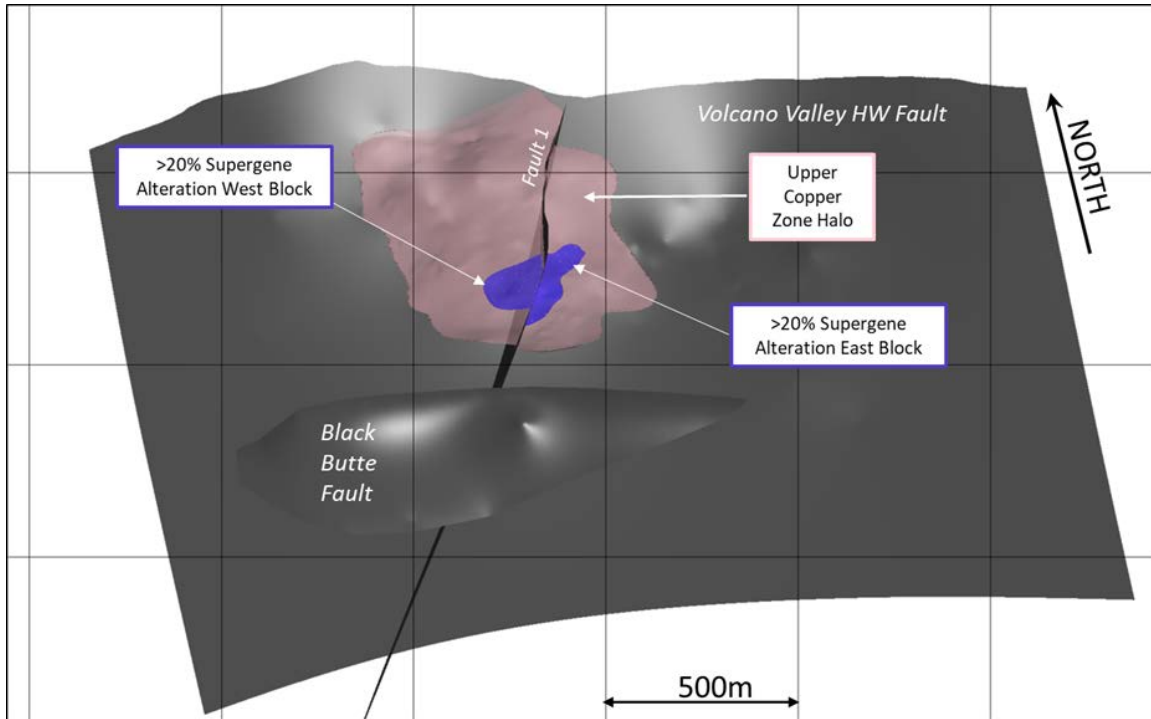 Volcano Valley HW Fault
NORTH
>20% Supergene
Alteration West Block
Fault 1
Upper
Copper
Zone Halo
>20% Supergene
Alteration East Block
Black
Butte
Fault
500m